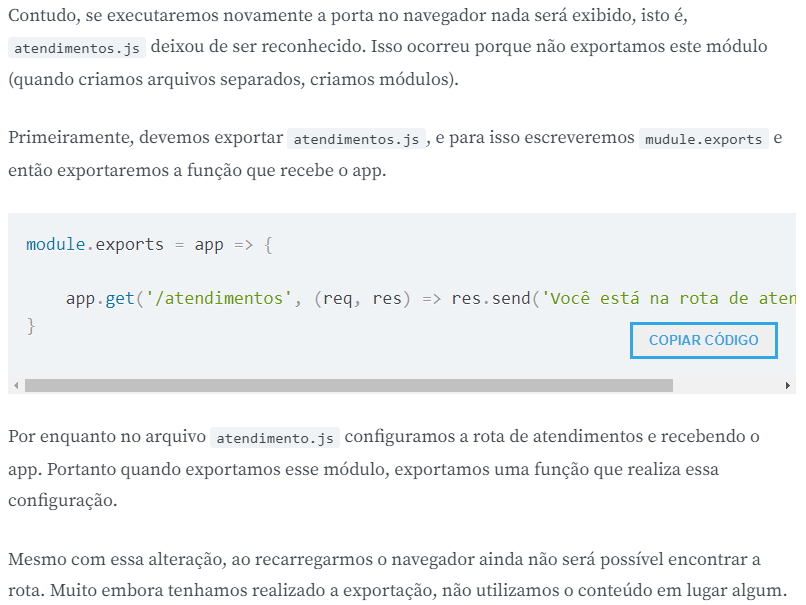 Contudo, se executaremos novamente a porta no navegador nada será exibido, isto é,
atendimentos.js deixou de ser reconhecido. Isso ocorreu porque não exportamos este módulo
(quando criamos arquivos separados, criamos módulos).
Primeiramente, devemos exportar atendimentos.js, e para isso escreveremos mudule.exports e
então exportaremos a função que recebe o app.
module.exports = app => {
app.get('/atendimentos', (req, res) => res.send('Você está na rota de aten
}
COPIAR CÓDIGO
Por enquanto no arquivo atendimento.js configuramos a rota de atendimentos e recebendo o
app. Portanto quando exportamos esse módulo, exportamos uma função que realiza essa
configuração.
Mesmo com essa alteração, ao recarregarmos o navegador ainda não será possível encontrar a
rota. Muito embora tenhamos realizado a exportação, não utilizamos o conteúdo em lugar algum.